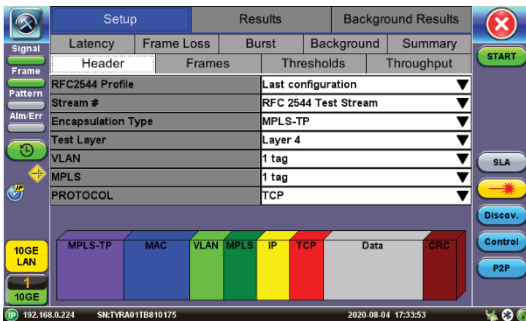 Setup Results Background Results
Signal Latency Frame Loss Burst Background Summary
START
Frame Header Frames Thresholds Throughput
RFC2544 Profile Last configuration
Pattern Stream # RFC 2544 Test Stream
Alm/Err Encapsulation Type MPLS-TP
Test Layer Layer 4
VLAN 1 tag SLA
MPLS 1 tag
PROTOCOL TCP
Discov.
MPLS-TP MAC VLAN MPLS IP TCP Data CRC Control
10GE
LAN
P2P
1
10GE
IP 192.168.0.224 SN:TYRA01TB810175 2020-08-04 17:33:53